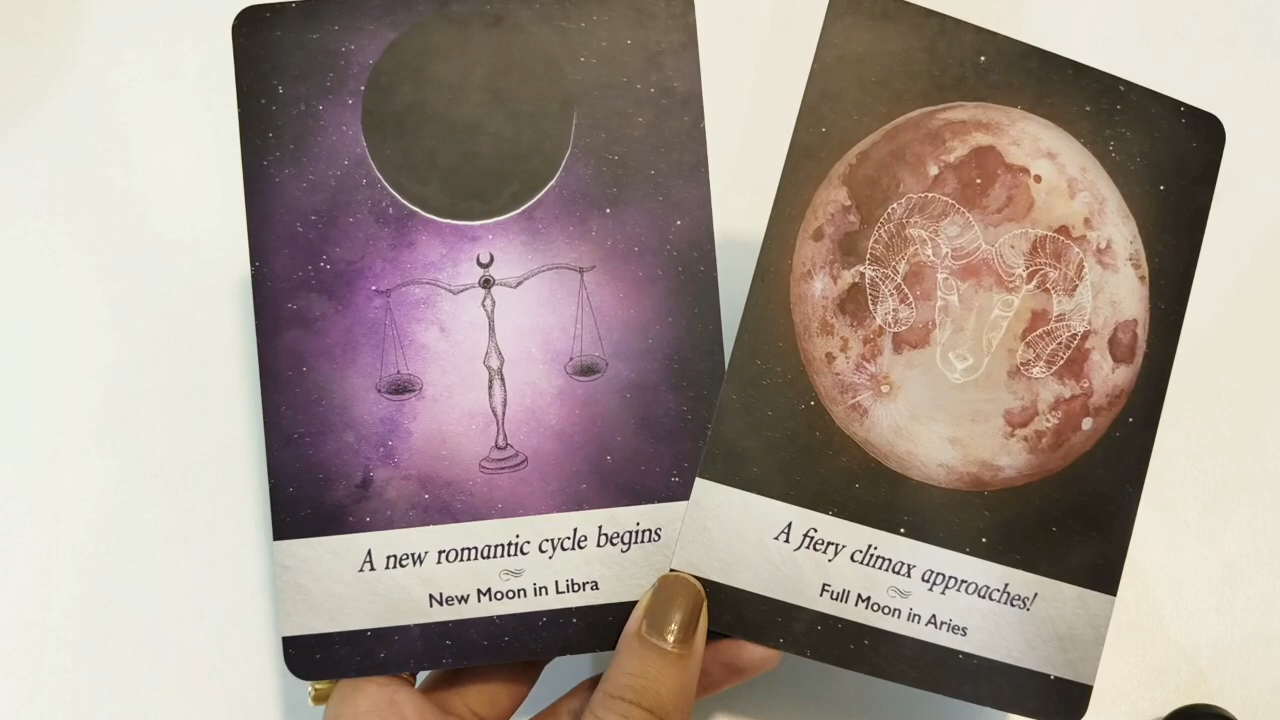 A new romantic cycle begins
New Moon in Libra
A fiery climax approaches!
Full Moon in Aries